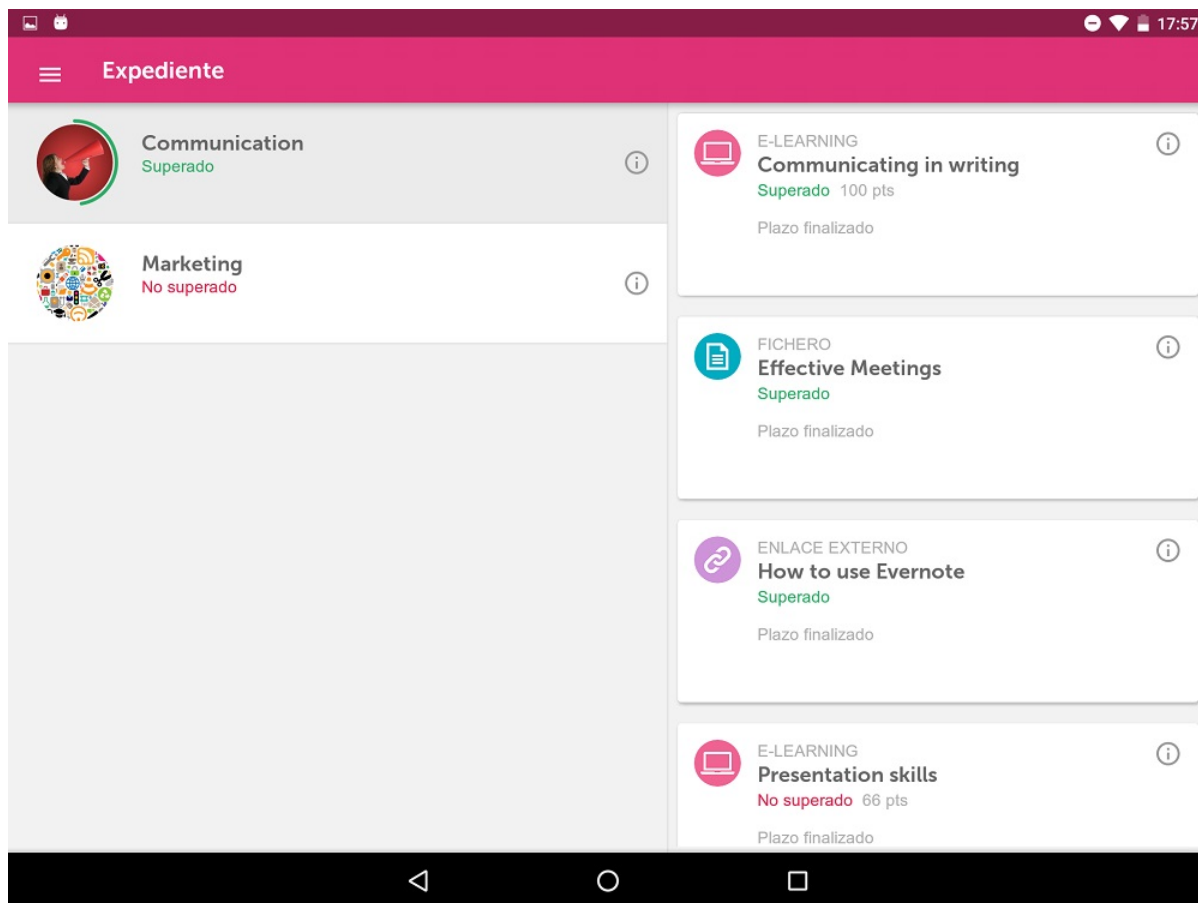 17:57
Expediente
Communication
Superado
Marketing
No superado
E-LEARNING
Communicating in writing
Superado 100 pts
Plazo finalizado
FICHERO
Effective Meetings
Superado
Plazo finalizado
ENLACE EXTERNO
How to use Evernote
Superado
Plazo finalizado
E-LEARNING
Presentation skills
No superado 66 pts
Plazo finalizado